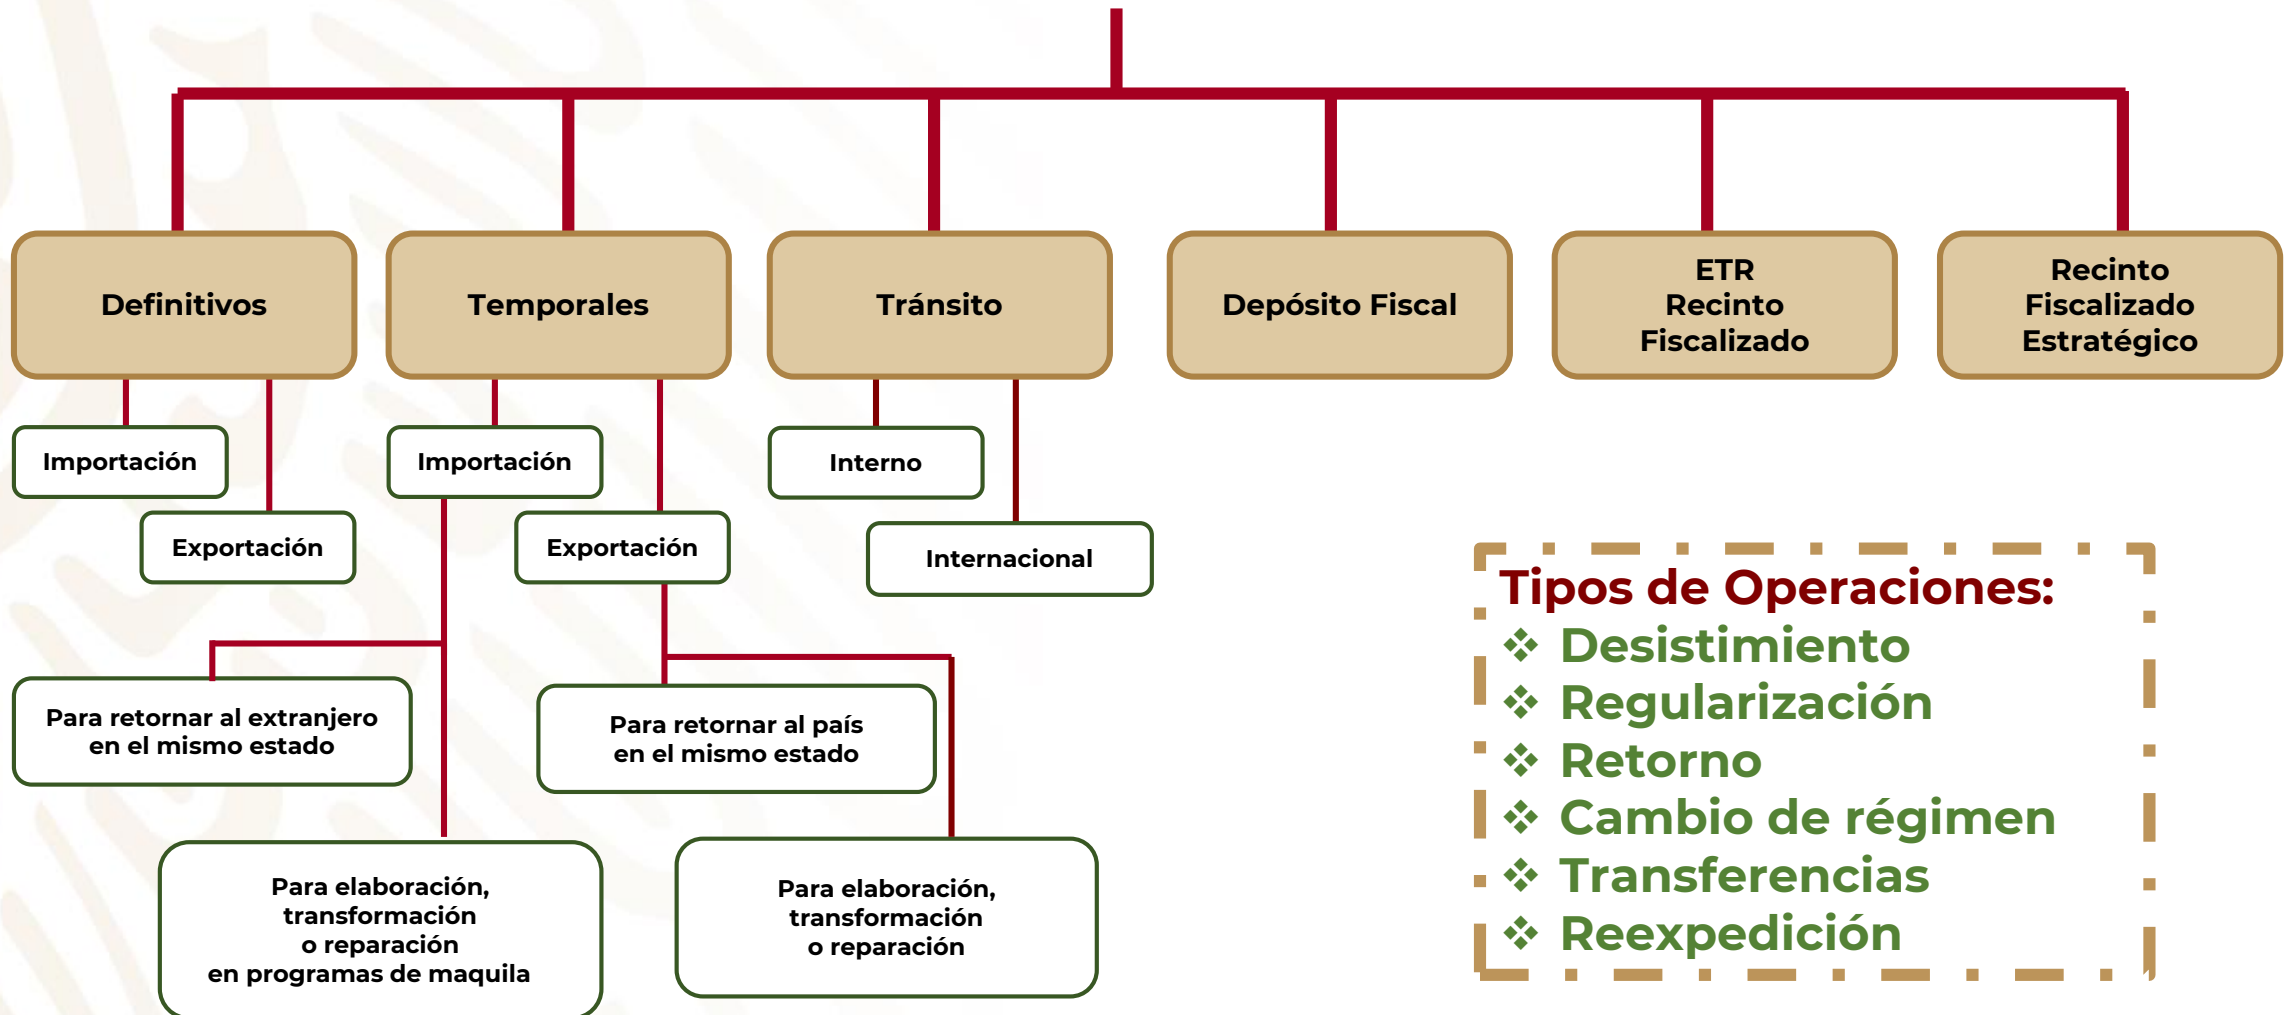 Definitivos
Temporales
Tránsito
Depósito Fiscal
ETR
Recinto
Fiscalizado
Recinto
Fiscalizado
Estratégico
Importación
Exportación
Importación
Exportación
Interno
Internacional
Para retornar al extranjero
en el mismo estado
Para retornar al país
en el mismo estado
Para elaboración,
transformación
o reparación
en programas de maquila
Para elaboración,
transformación
o reparación
Tipos de Operaciones:
❖ Desistimiento
❖ Regularización
❖ Retorno
❖ Cambio de régimen
❖ Transferencias
❖ Reexpedición